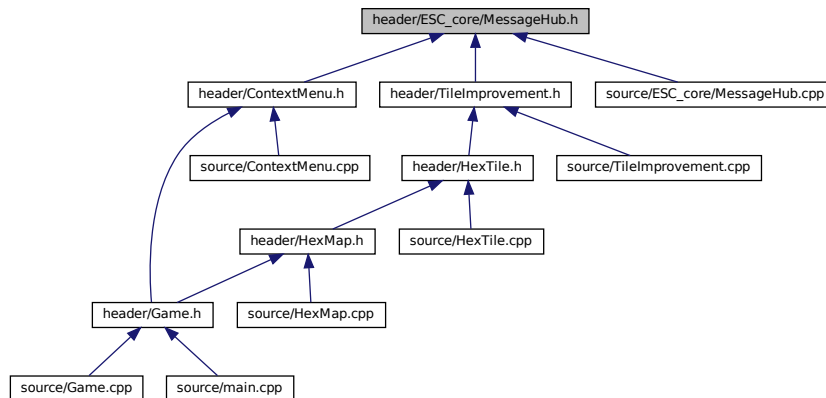 header/ESC_core/MessageHub.h
header/ContextMenu.h
header/TileImprovement.h
source/ESC_core/MessageHub.cpp
source/ContextMenu.cpp
header/HexTile.h
source/TileImprovement.cpp
header/HexMap.h
source/HexTile.cpp
header/Game.h
source/HexMap.cpp
source/Game.cpp
source/main.cpp